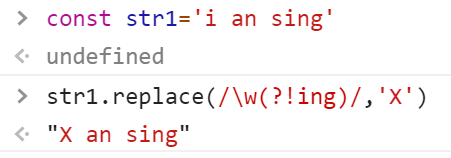 > const str1='i an sing'
<· undefined
> str1.replace(/\w(?!ing)/,'X')
<· "X an sing"